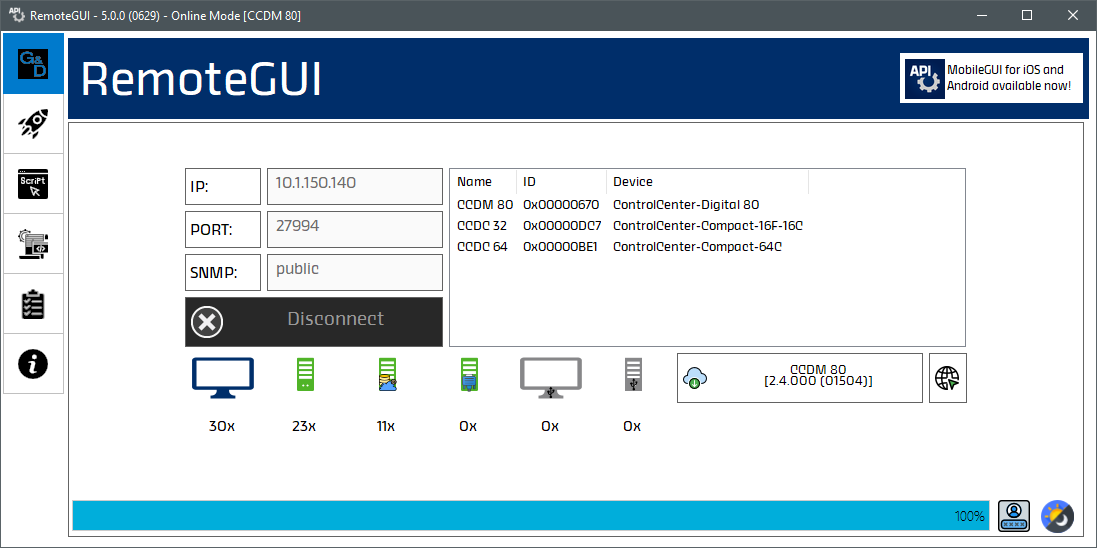 API
RemoteGUI - 5.0.0 (0629) - Online Mode [CCDM 80]
G&D
RemoteGUI
API
MobileGUI for iOS and
Android available now!
Script
IP:
10.1.150.140
PORT:
27994
SNMP:
public
Disconnect
Name ID Device
CCDM 80 0x00000670 ControlCenter-Digital 80
CCDC 32 0x00000DC7 ControlCenter-Compact-16F-16C
CCDC 64 0x00000BE1 ControlCenter-Compact-64C
CCDM 80
[2.4.000 (01504)]
30x 23x 11x 0x 0x 0x
100%